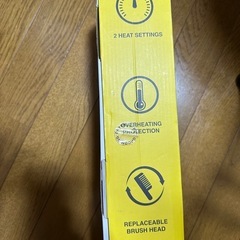 2 HEAT SETTINGS
OVERHEATING
PROTECTION
REPLACEABLE
BRUSH HEAD